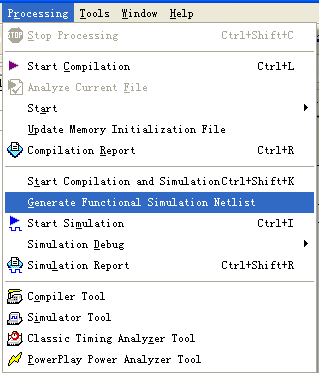 Processing Tools Window Help
Stop Processing Ctrl+Shift+C
Start Compilation Ctrl+L
Analyze Current File
Start
Update Memory Initialization File
Compilation Report Ctrl+R
Start Compilation and Simulation Ctrl+Shift+K
Generate Functional Simulation Netlist
Start Simulation Ctrl+I
Simulation Debug
Simulation Report Ctrl+Shift+R
Compiler Tool
Simulator Tool
Classic Timing Analyzer Tool
PowerPlay Power Analyzer Tool